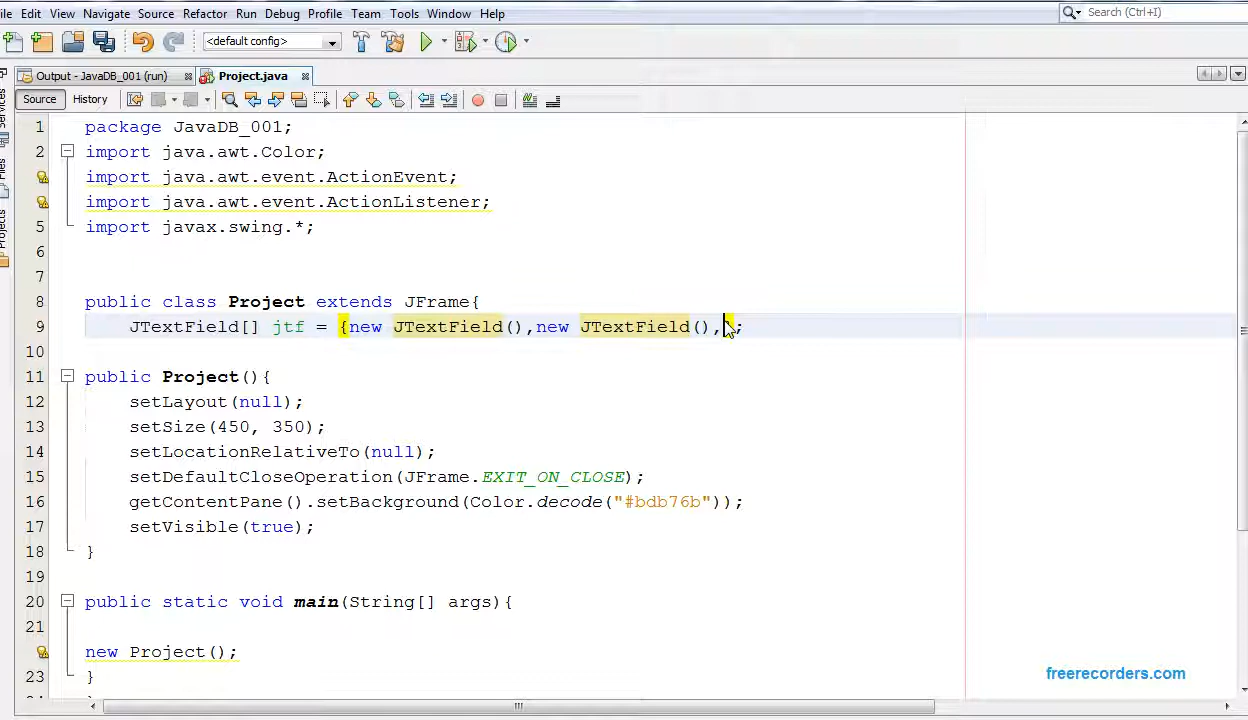 ile Edit View Navigate Source Refactor Run Debug Profile Team Tools Window Help
Search (Ctrl+I)
<default config>
Output - JavaDB_001 (run) Project.java
Source History
Services
Files
Projects
1 package JavaDB_001;
2 import java.awt.Color;
import java.awt.event.ActionEvent;
import java.awt.event.ActionListener;
5 import javax.swing.*;
6
7
8 public class Project extends JFrame{
9 JTextField[] jtf = {new JTextField(),new JTextField(),};
10
11 public Project(){
12 setLayout(null);
13 setSize(450, 350);
14 setLocationRelativeTo(null);
15 setDefaultCloseOperation(JFrame.EXIT_ON_CLOSE);
16 getContentPane().setBackground(Color.decode("#bdb76b"));
17 setVisible(true);
18 }
19
20 public static void main(String[] args){
21
new Project();
23 }
24 }
freerecorders.com